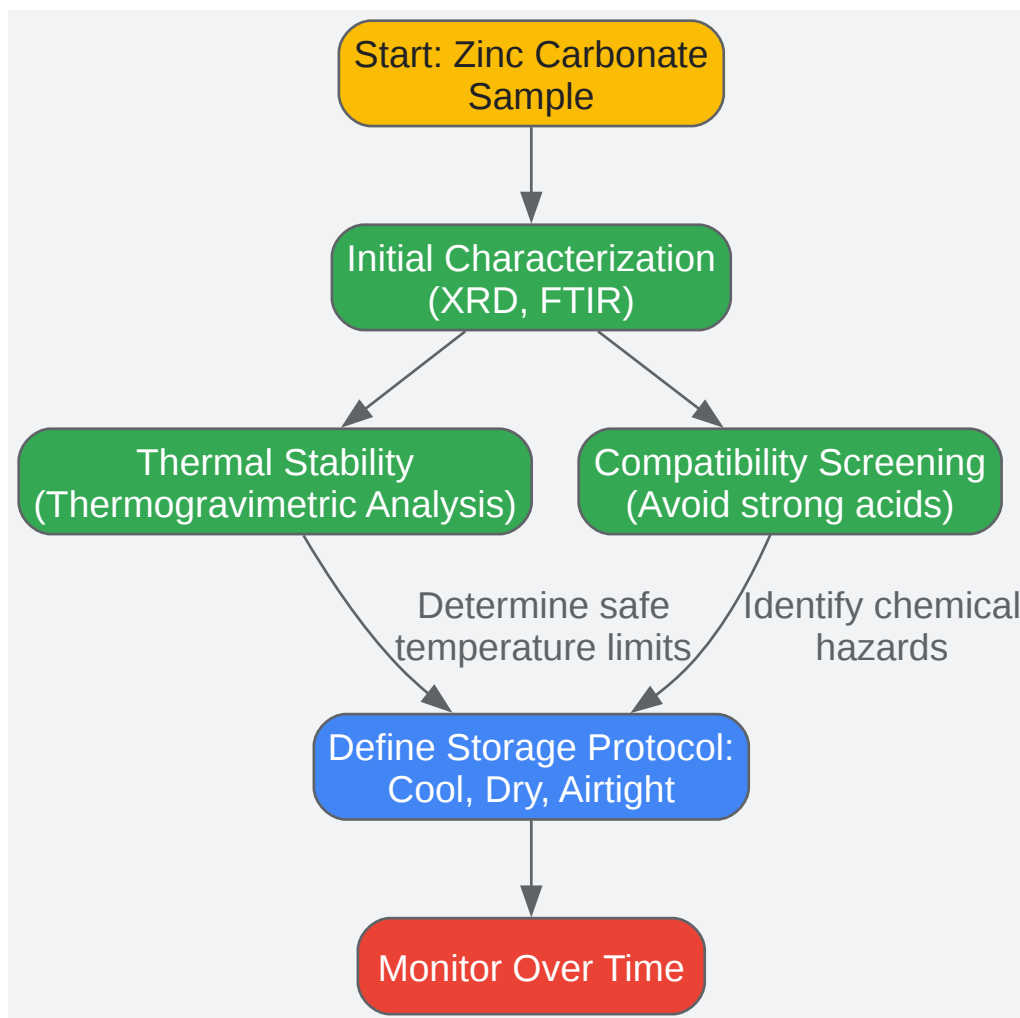 Start: Zinc Carbonate
Sample
Initial Characterization
(XRD, FTIR)
Thermal Stability
(Thermogravimetric Analysis)
Compatibility Screening
(Avoid strong acids)
Determine safe
temperature limits
Identify chemical
hazards
Define Storage Protocol:
Cool, Dry, Airtight
Monitor Over Time